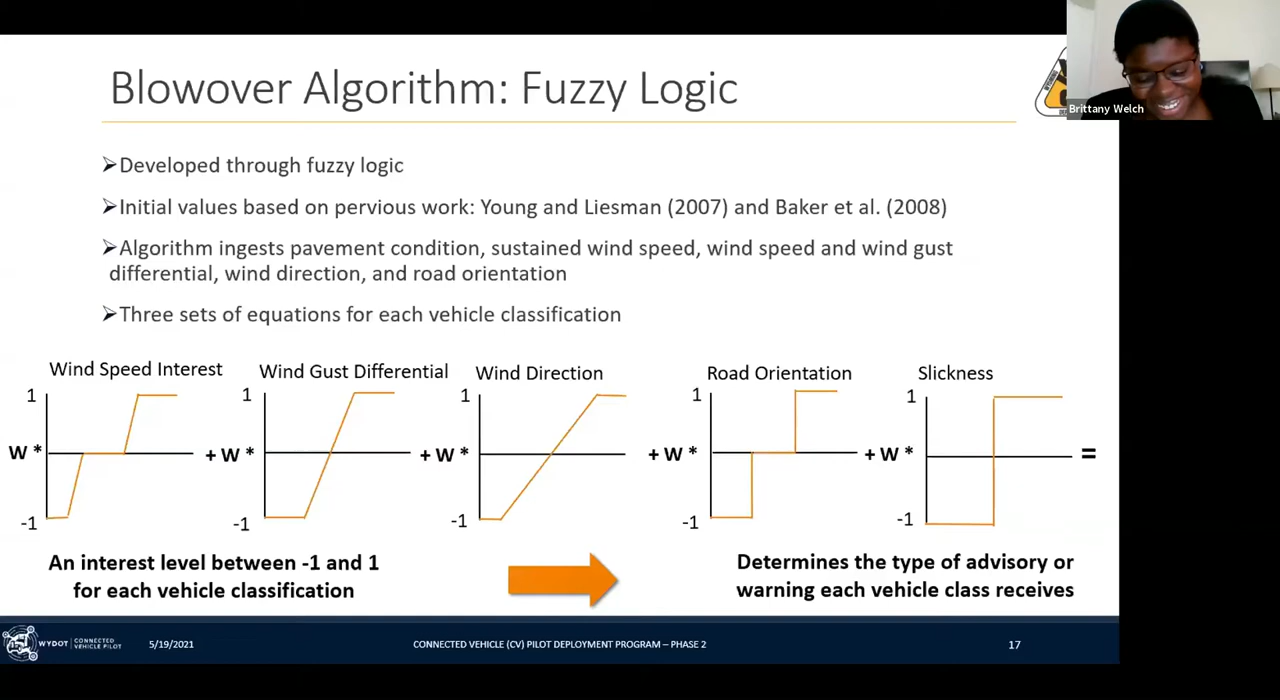 Blowover Algorithm: Fuzzy Logic
Brittany Welch
➢Developed through fuzzy logic
➢Initial values based on pervious work: Young and Liesman (2007) and Baker et al. (2008)
➢Algorithm ingests pavement condition, sustained wind speed, wind speed and wind gust
differential, wind direction, and road orientation
➢Three sets of equations for each vehicle classification
Wind Speed Interest
Wind Gust Differential
Wind Direction
Road Orientation
Slickness
1
1
1
1
1
W *
+ W *
+ W *
+ W *
+ W *
=
-1
-1
-1
-1
-1
An interest level between -1 and 1
for each vehicle classification
Determines the type of advisory or
warning each vehicle class receives
WYDOT
CONNECTED
VEHICLE PILOT
5/19/2021
CONNECTED VEHICLE (CV) PILOT DEPLOYMENT PROGRAM – PHASE 2
17